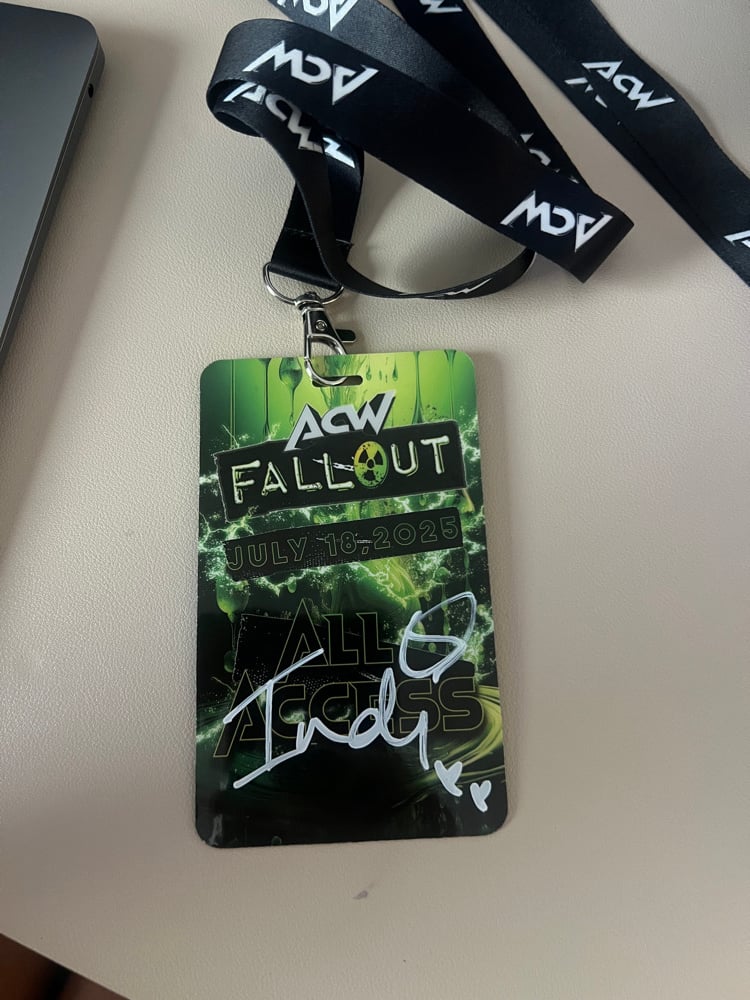 ACW
ACW
ACW
ACW
ACW
FALLOUT
JULY 18, 2025
ALL
ACCESS
Indi